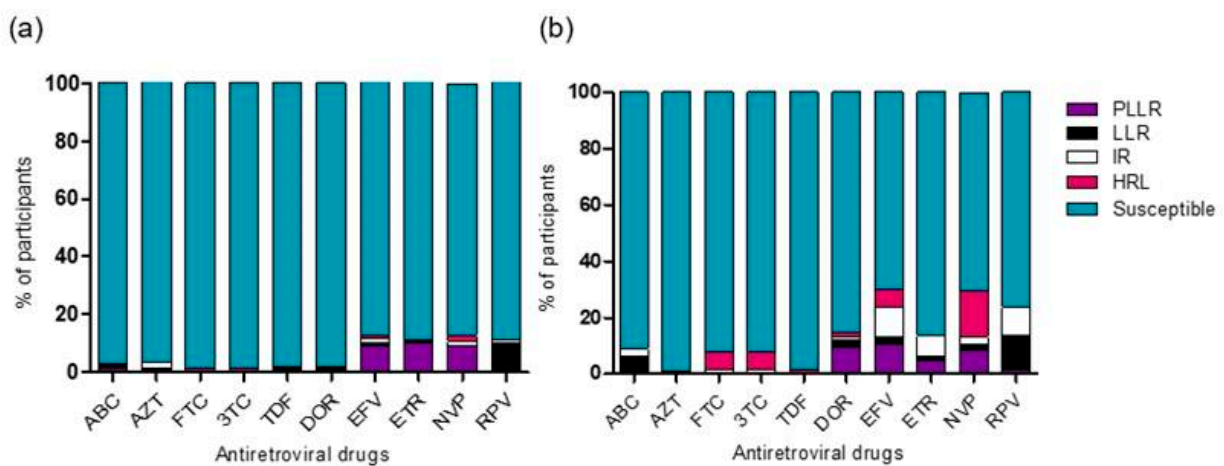 (a)
100
80
60
40
20
0
% of participants
ABC AZT FTC 3TC TDF DOR EFV ETR NVP RPV
Antiretroviral drugs
(b)
100
80
60
40
20
0
% of participants
ABC AZT FTC 3TC TDF DOR EFV ETR NVP RPV
Antiretroviral drugs
PLLR
LLR
IR
HRL
Susceptible